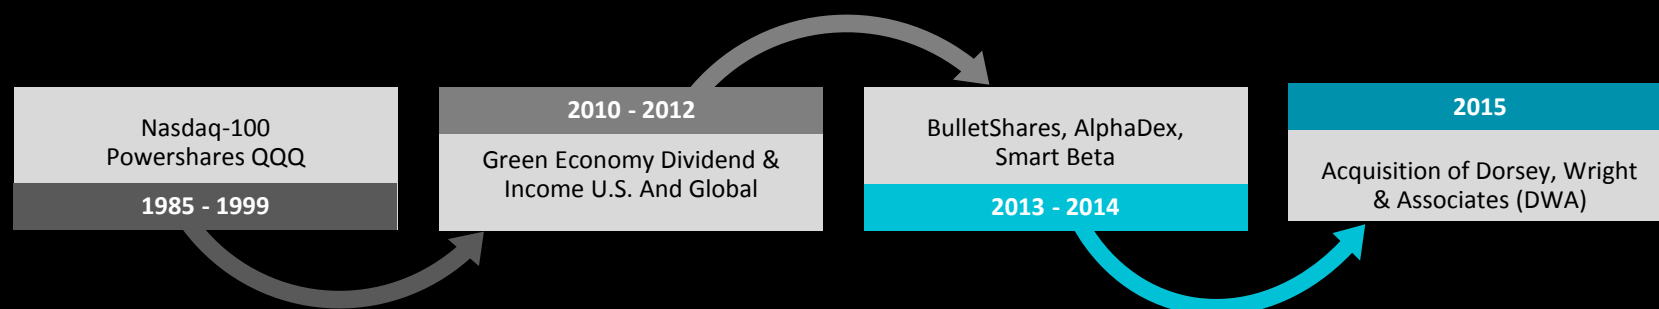 Nasdaq-100
Powershares QQQ
1985 - 1999
2010 - 2012
Green Economy Dividend &
Income U.S. And Global
BulletShares, AlphaDex,
Smart Beta
2013 - 2014
2015
Acquisition of Dorsey, Wright
& Associates (DWA)